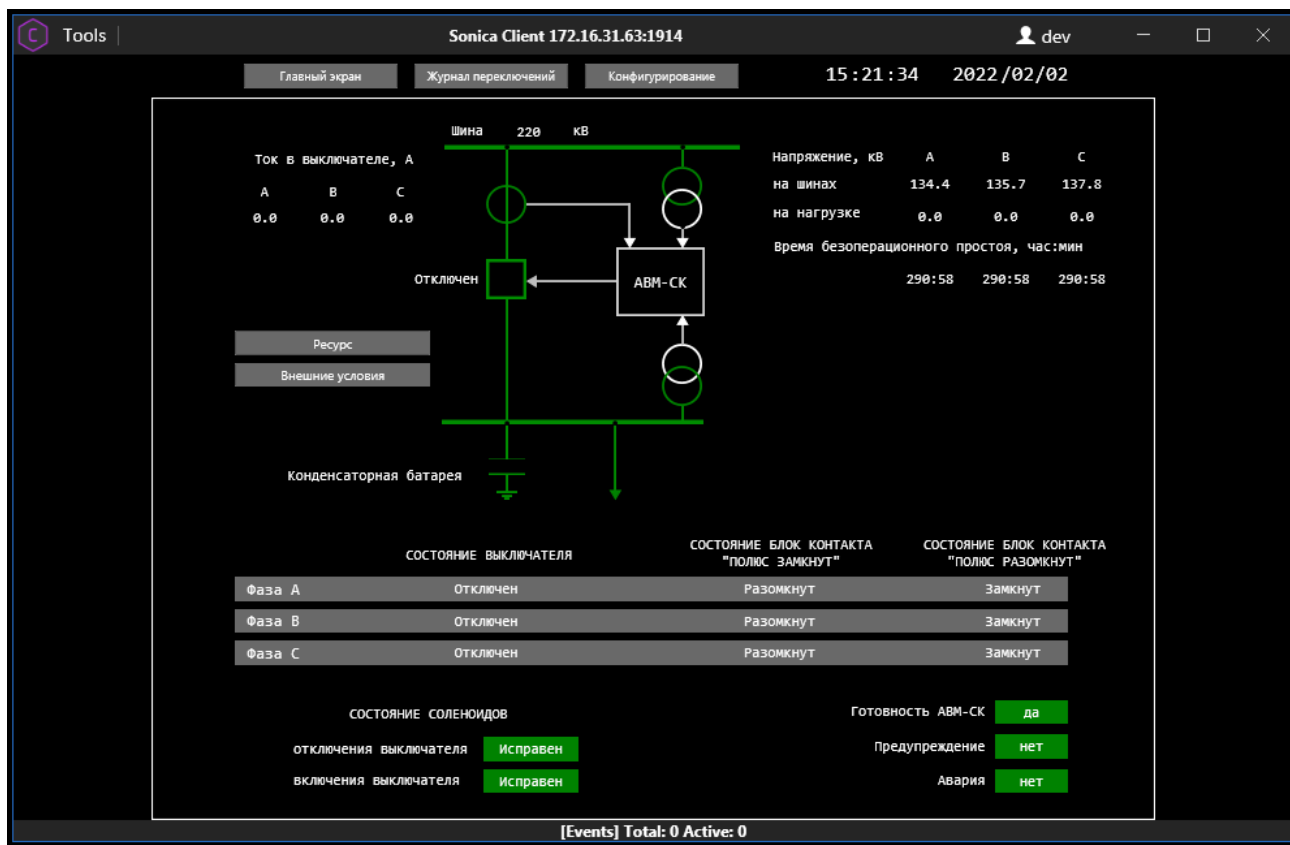 Tools
Sonica Client 172.16.31.63:1914
dev
Главный экран
Журнал переключений
Конфигурирование
15:21:34 2022/02/02
Шина 220 кВ
Ток в выключателе, А
A B C
0.0 0.0 0.0
Напряжение, кВ A B C
на шинах 134.4 135.7 137.8
на нагрузке 0.0 0.0 0.0
Время безоперационного простоя, час:мин
290:58 290:58 290:58
Отключен
АВМ-СК
Ресурс
Внешние условия
Конденсаторная батарея
СОСТОЯНИЕ ВЫКЛЮЧАТЕЛЯ
СОСТОЯНИЕ БЛОК КОНТАКТА
"ПОЛЮС ЗАМКНУТ"
СОСТОЯНИЕ БЛОК КОНТАКТА
"ПОЛЮС РАЗОМКНУТ"
Фаза A Отключен Разомкнут Замкнут
Фаза B Отключен Разомкнут Замкнут
Фаза C Отключен Разомкнут Замкнут
СОСТОЯНИЕ СОЛЕНОИДОВ
отключения выключателя Исправен
включения выключателя Исправен
Готовность АВМ-СК да
Предупреждение нет
Авария нет
[Events] Total: 0 Active: 0